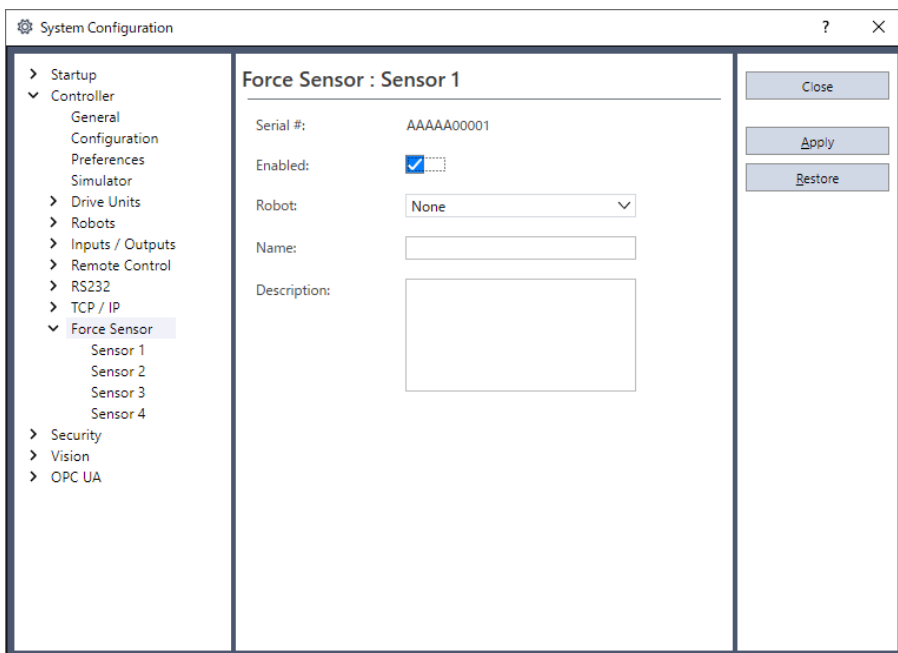 System Configuration
?
Startup
Controller
General
Configuration
Preferences
Simulator
Drive Units
Robots
Inputs / Outputs
Remote Control
RS232
TCP / IP
Force Sensor
Sensor 1
Sensor 2
Sensor 3
Sensor 4
Security
Vision
OPC UA
Force Sensor : Sensor 1
Serial #: AAAAA00001
Enabled:
Robot: None
Name:
Description:
Close
Apply
Restore